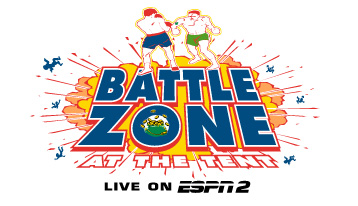 BATTLE
ZONE
AT THE TENT
LIVE ON ESPN2